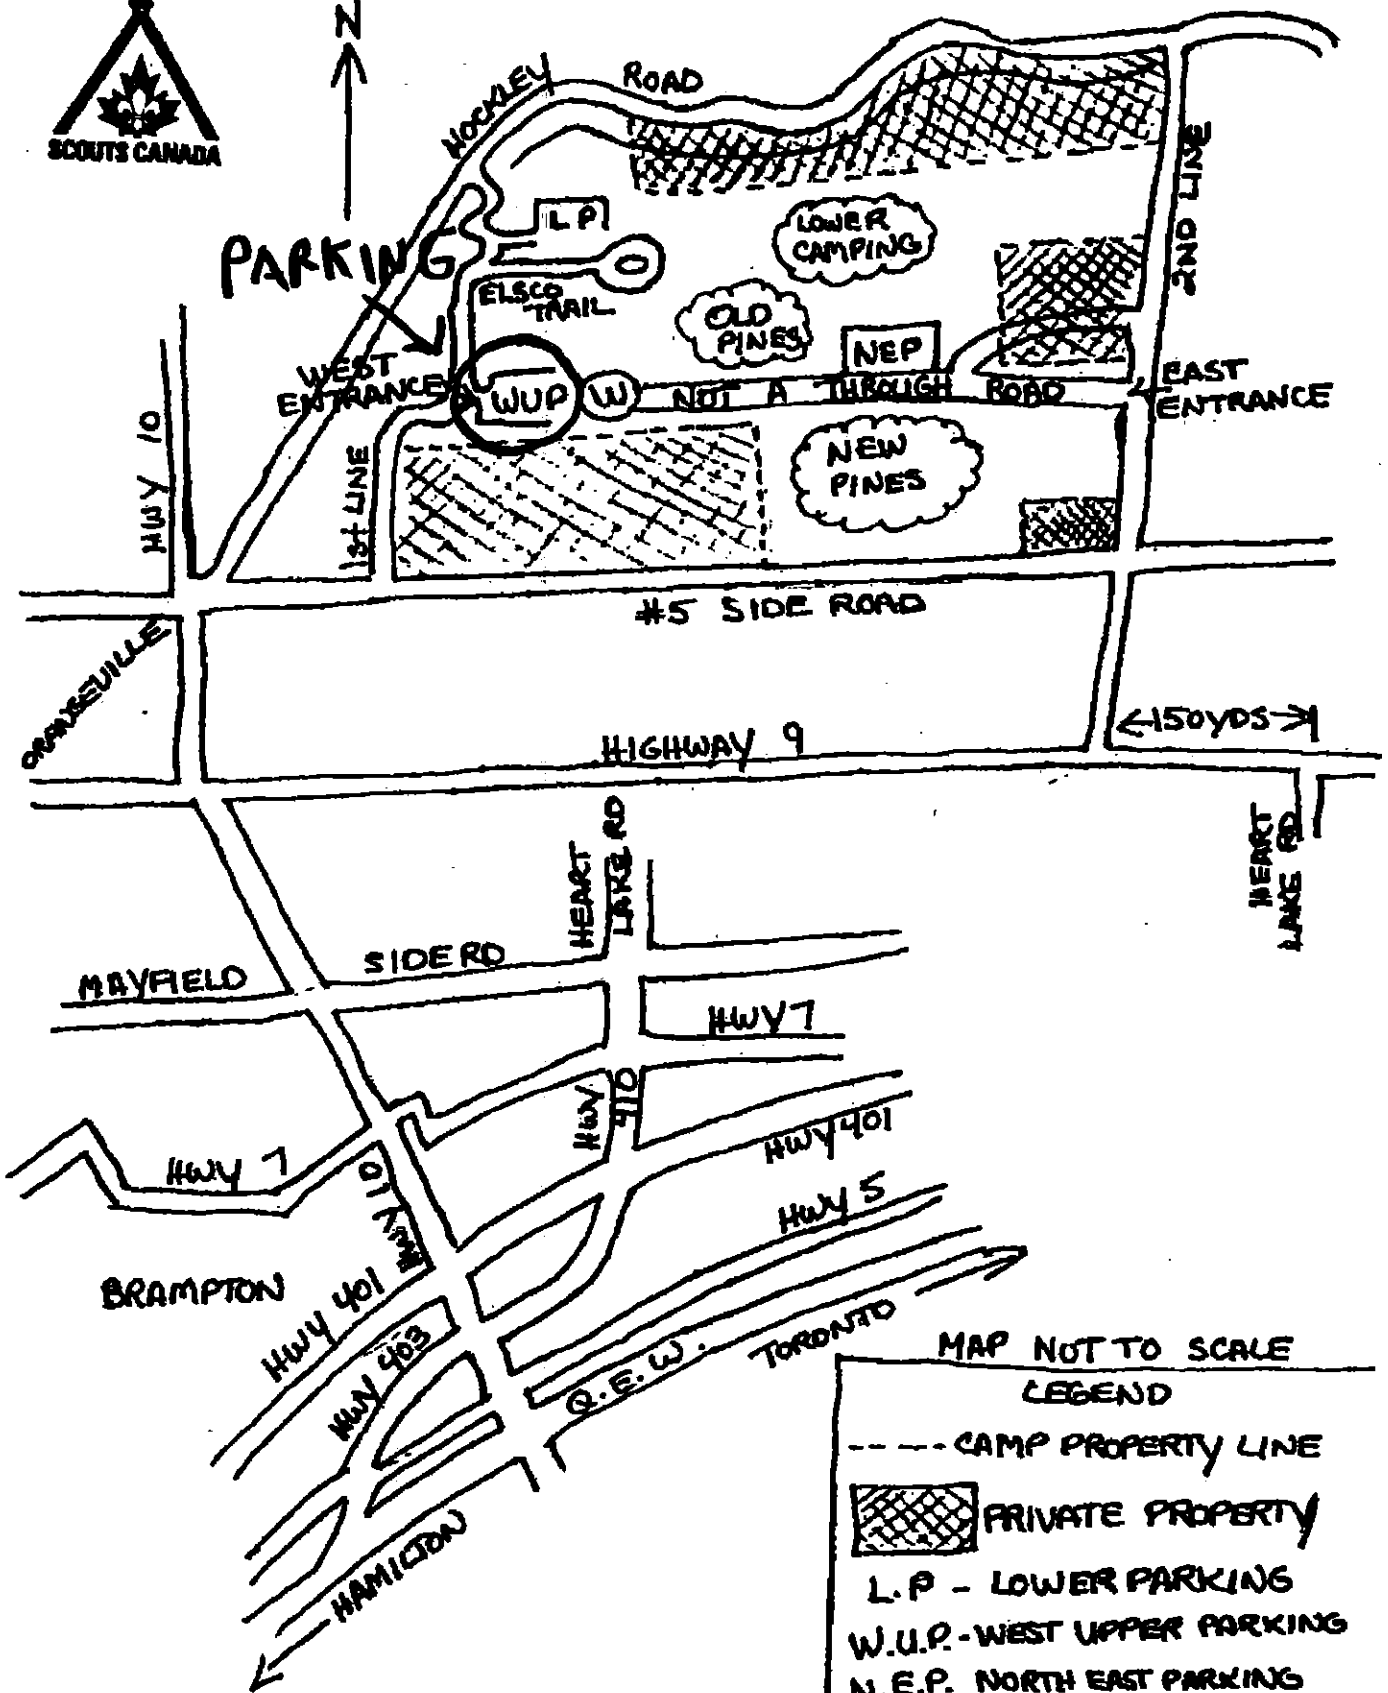 N
SCOUTS CANADA
HOCKLEY
ROAD
2ND LINE
L P
LOWER
CAMPING
PARKING
ELSCO
TRAIL
OLD
PINES
NEP
WEST
ENTRANCE
WUP
W
NOT A THROUGH ROAD
EAST
ENTRANCE
HWY 10
1st LINE
NEW
PINES
#5 SIDE ROAD
ORANGEVILLE
150YDS
HIGHWAY 9
HEART
LAKE RD
HEART
LAKE RD
MAYFIELD SIDE RD
HWY 7
HWY
410
HWY 401
HWY 7
HWY 10
HWY 5
BRAMPTON
HWY 401
HWY 403
Q.E.W.
TORONTO
HAMILTON
MAP NOT TO SCALE
LEGEND
----- CAMP PROPERTY LINE
PRIVATE PROPERTY
L.P - LOWER PARKING
W.U.P. - WEST UPPER PARKING
N.E.P. NORTH EAST PARKING